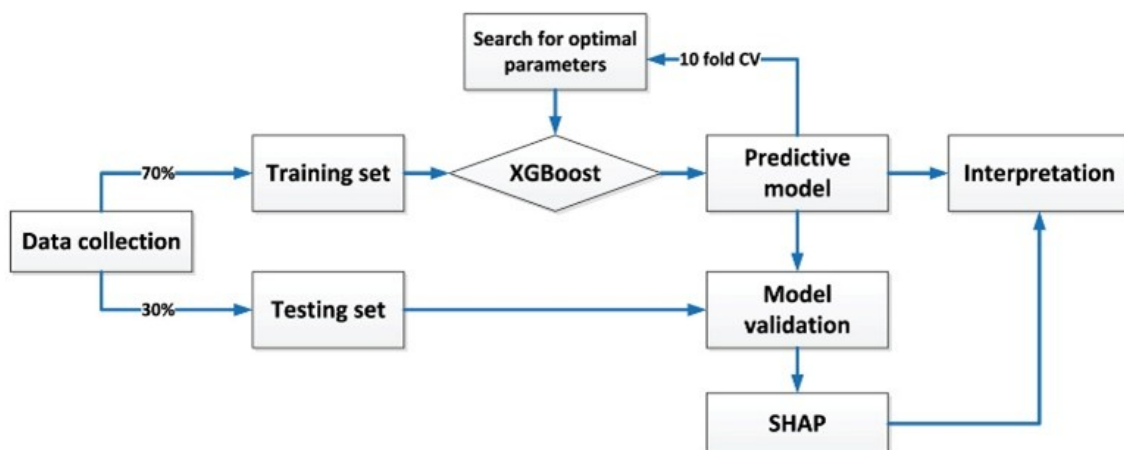 Search for optimal
parameters
10 fold CV
70%
Training set
XGBoost
Predictive
model
Interpretation
Data collection
30%
Testing set
Model
validation
SHAP